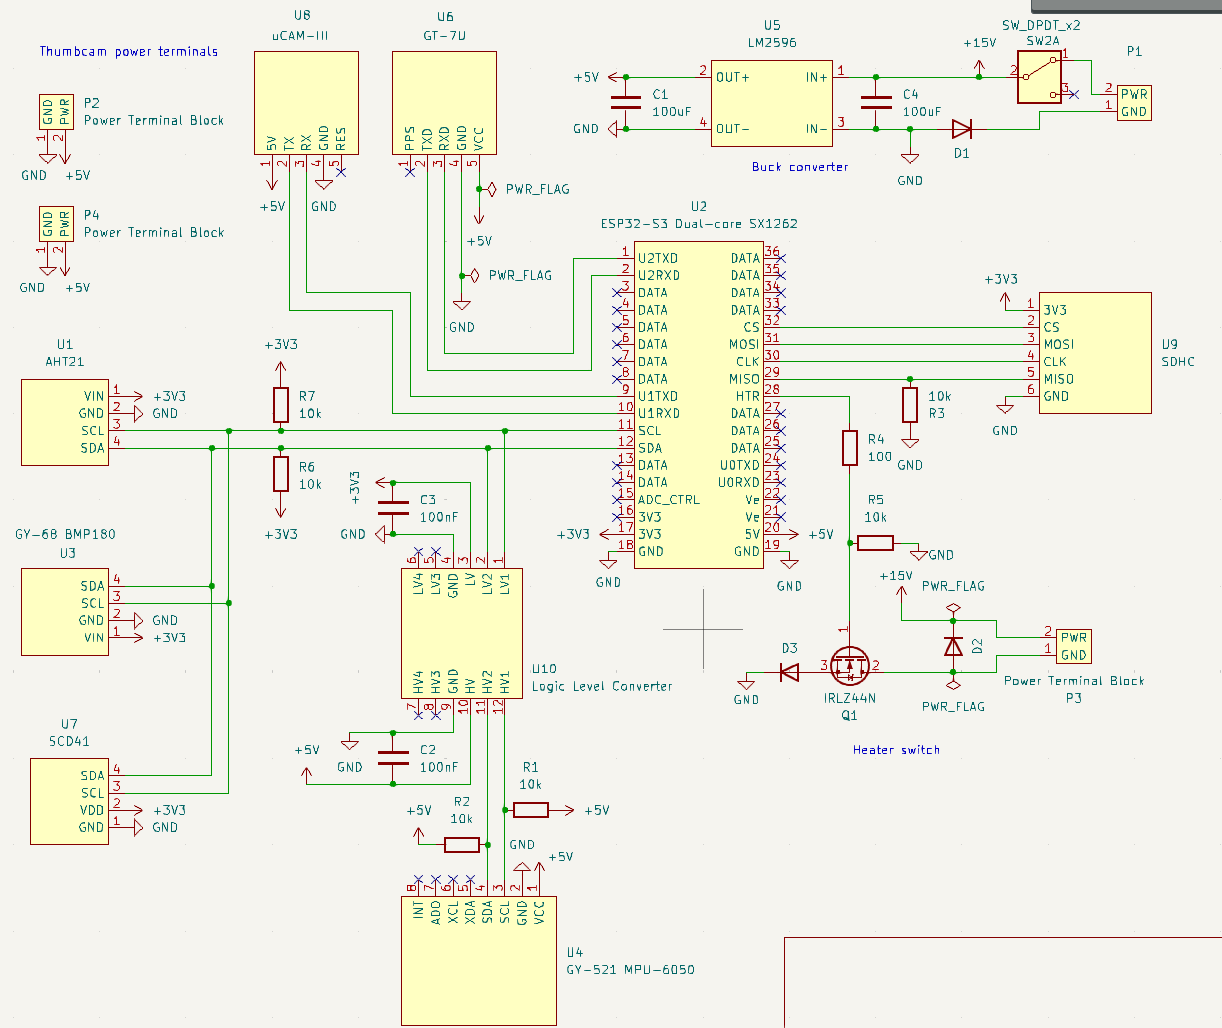 Thumbcam power terminals
P2
Power Terminal Block
GND
PWR
1
2
GND
+5V
P4
Power Terminal Block
GND
PWR
1
2
GND
+5V
U8
uCAM-III
5V
TX
RX
GND
RES
1
2
3
4
5
+5V
GND
U6
GT-7U
PPS
TXD
RXD
GND
VCC
1
2
3
4
5
PWR_FLAG
+5V
PWR_FLAG
GND
U5
LM2596
+5V
2 OUT+ IN+ 1
C1
100uF
C4
100uF
GND
4 OUT- IN- 3
Buck converter
GND
D1
+15V
SW_DPDT_x2
SW2A
1
2
3
P1
2 PWR
1 GND
U2
ESP32-S3 Dual-core SX1262
1 U2TXD DATA 36
2 U2RXD DATA 35
3 DATA DATA 34
4 DATA DATA 33
5 DATA CS 32
6 DATA MOSI 31
7 DATA CLK 30
8 DATA MISO 29
9 U1TXD HTR 28
10 U1RXD DATA 27
11 SCL DATA 26
12 SDA DATA 25
13 DATA U0TXD 24
14 DATA U0RXD 23
15 ADC_CTRL Ve 22
16 3V3 Ve 21
+3V3 17 3V3 5V 20 +5V
18 GND GND 19
GND
GND
+3V3
1 3V3
2 CS
3 MOSI
4 CLK
5 MISO
6 GND
U9
SDHC
GND
10k
R3
GND
R4
100
R5
10k
GND
U1
AHT21
VIN 1 +3V3
GND 2 GND
SCL 3
SDA 4
+3V3
R7
10k
R6
10k
+3V3
+3V3
C3
100nF
GND
GY-68 BMP180
U3
SDA 4
SCL 3
GND 2 GND
VIN 1 +3V3
6
5
4
3
2
1
LV4
LV3
GND
LV
LV2
LV1
HV4
HV3
GND
HV
HV2
HV1
7
8
9
10
11
12
U10
Logic Level Converter
U7
SCD41
SDA 4
SCL 3
VDD 2 +3V3
GND 1 GND
+5V
GND
C2
100nF
R1
10k
+5V
+5V
R2
10k
GND
+5V
8
7
6
5
4
3
2
1
INT
ADO
XCL
XDA
SDA
SCL
GND
VCC
U4
GY-521 MPU-6050
+15V
PWR_FLAG
D2
2 PWR
1 GND
Power Terminal Block
P3
PWR_FLAG
1
D3
3
2
GND
IRLZ44N
Q1
Heater switch